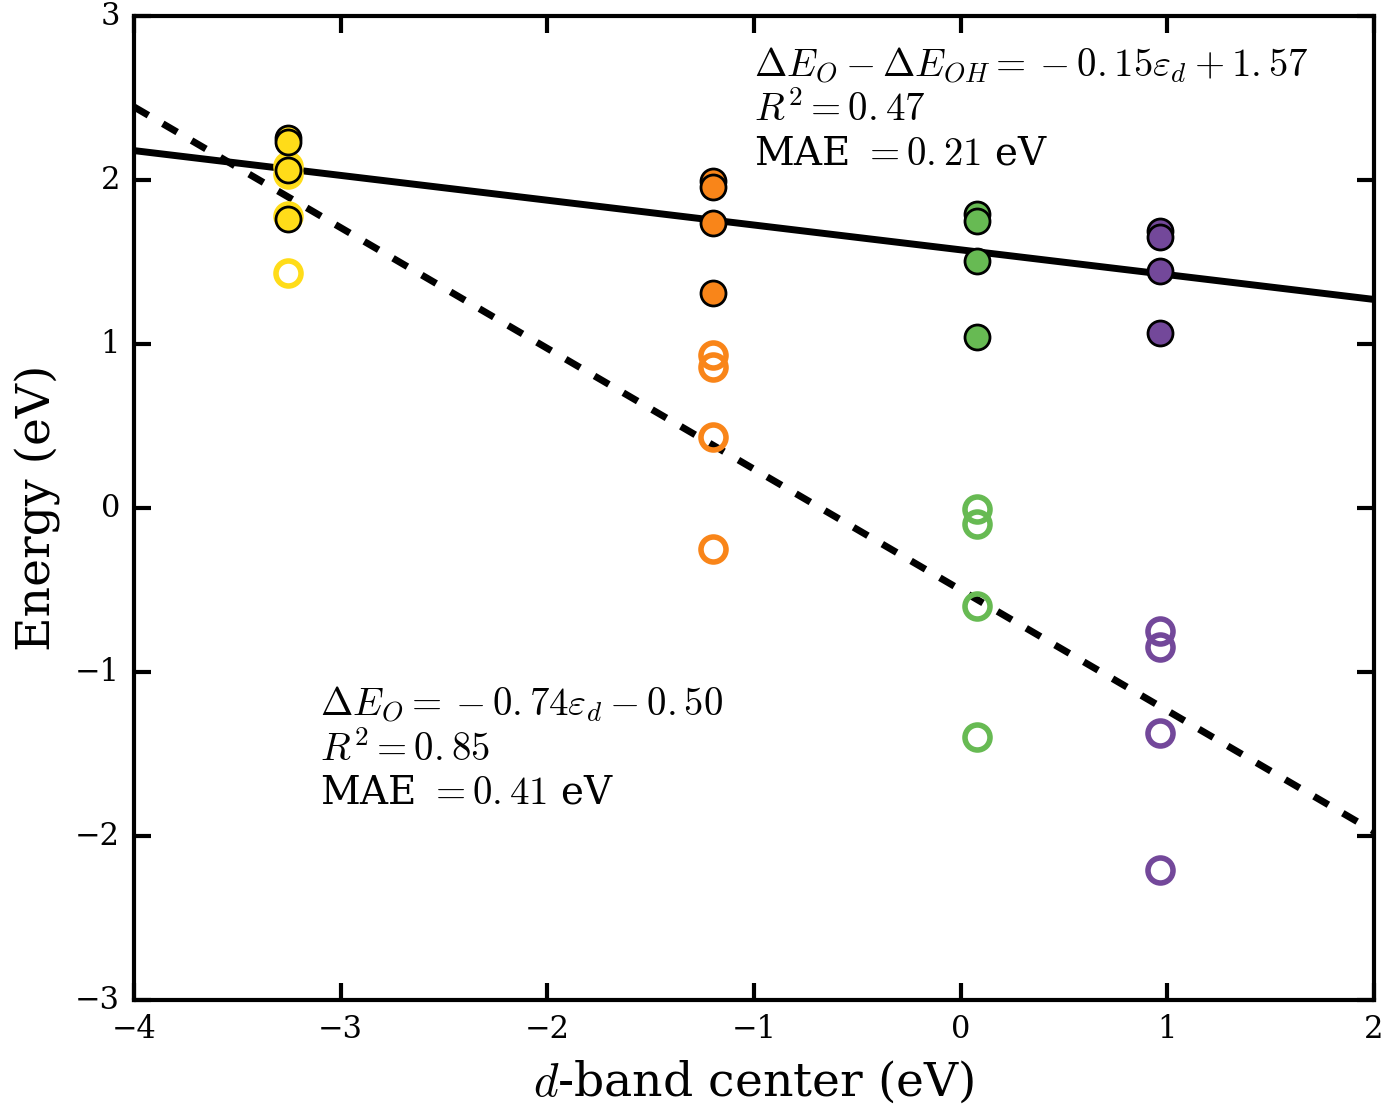 3
2
1
0
−1
−2
−3
Energy (eV)
ΔE_O − ΔE_OH = −0.15ε_d + 1.57
R² = 0.47
MAE = 0.21 eV
ΔE_O = −0.74ε_d − 0.50
R² = 0.85
MAE = 0.41 eV
−4 −3 −2 −1 0 1 2
d-band center (eV)